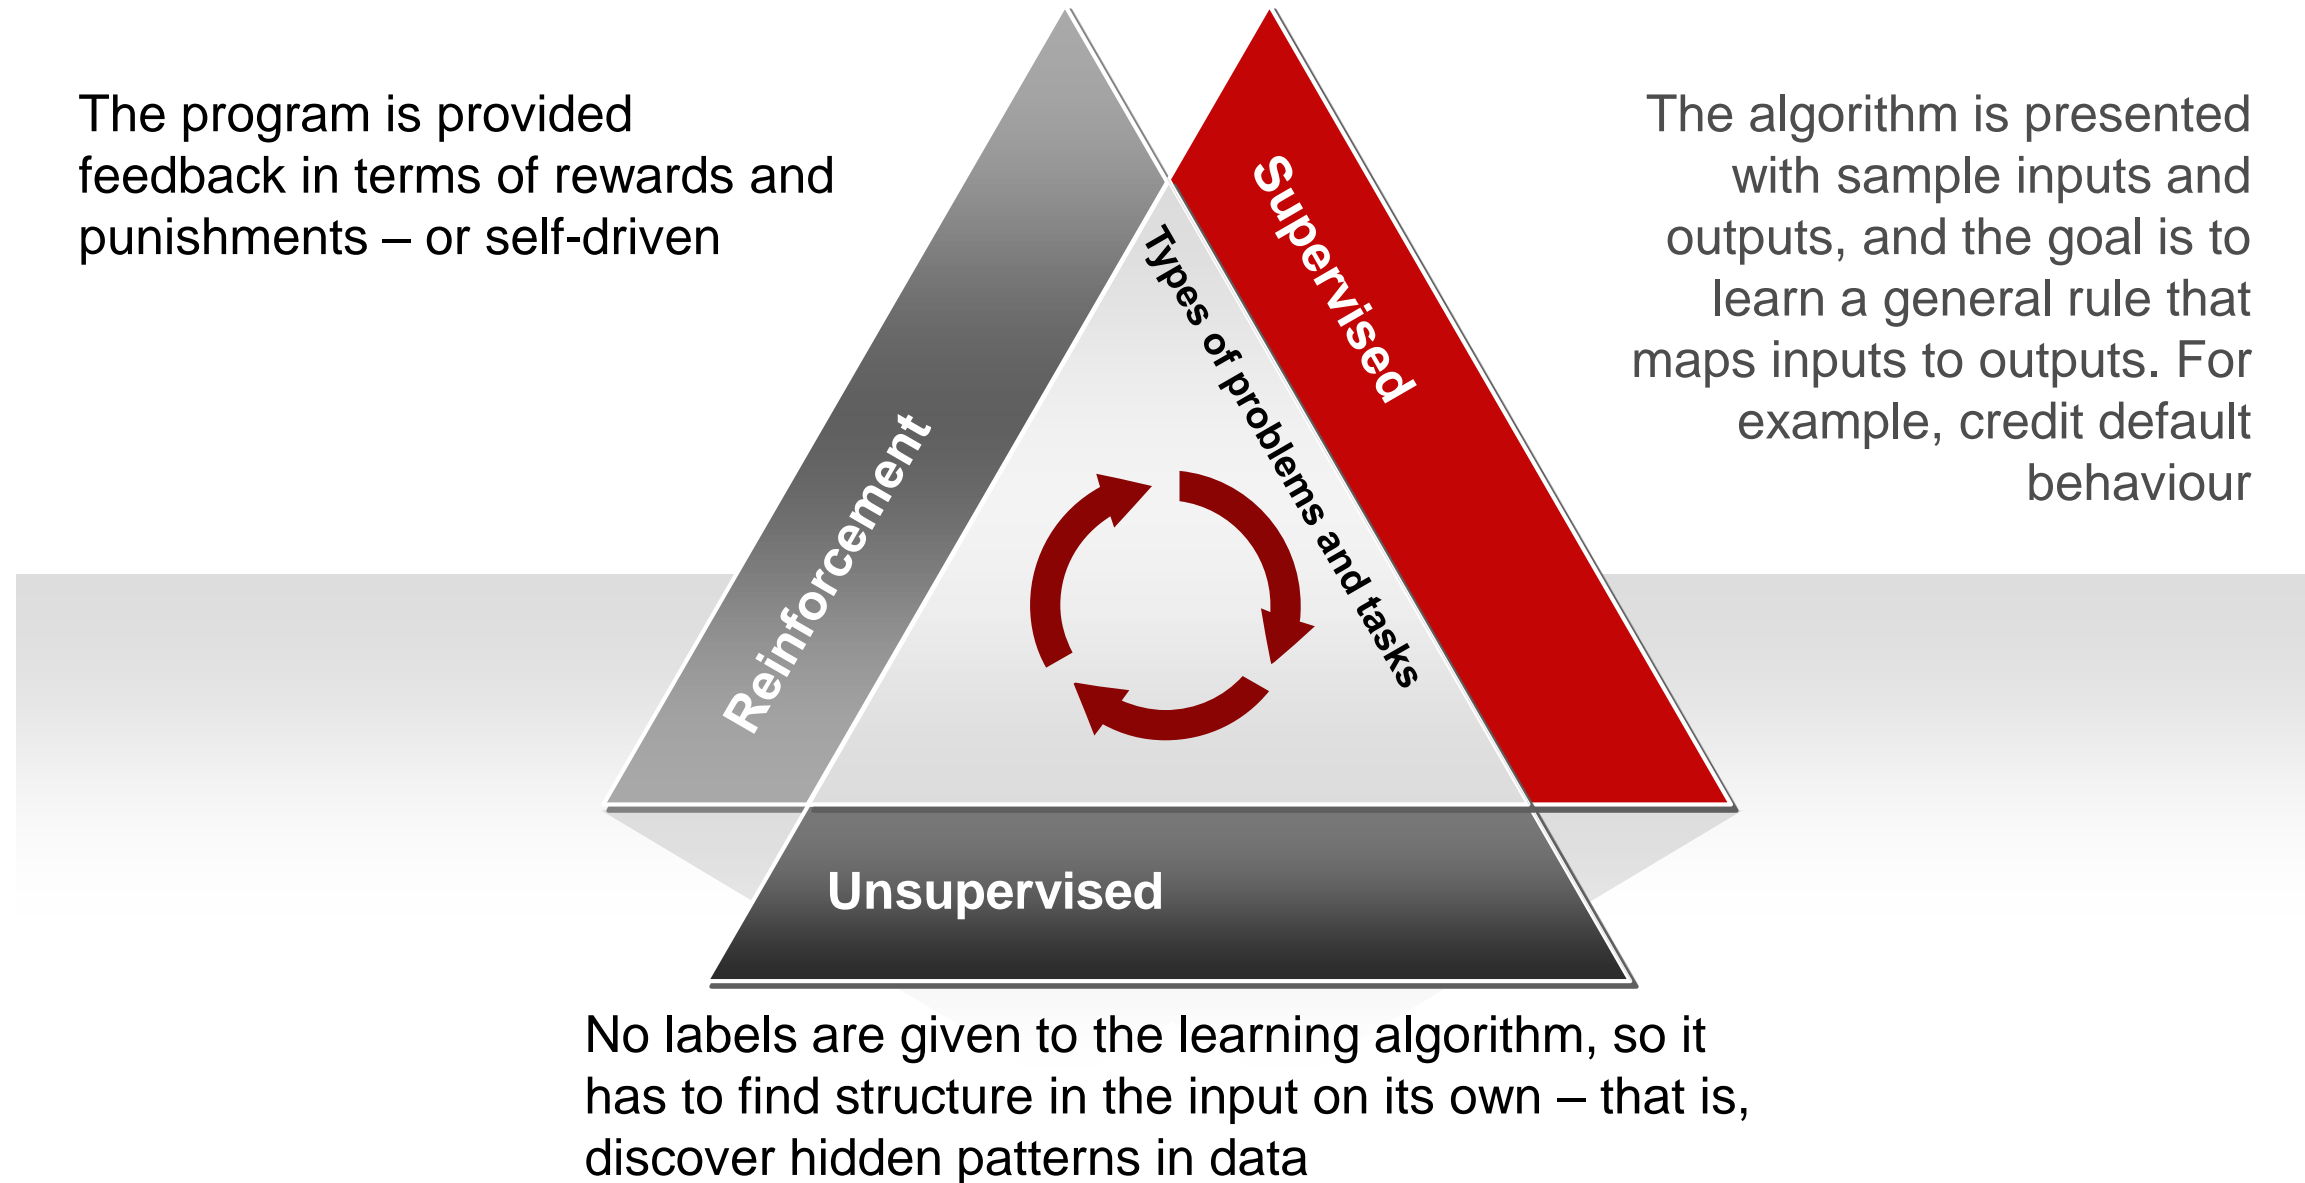 The program is provided
feedback in terms of rewards and
punishments – or self-driven
The algorithm is presented
with sample inputs and
outputs, and the goal is to
learn a general rule that
maps inputs to outputs. For
example, credit default
behaviour
Reinforcement
Types of problems and tasks
Supervised
Unsupervised
No labels are given to the learning algorithm, so it
has to find structure in the input on its own – that is,
discover hidden patterns in data